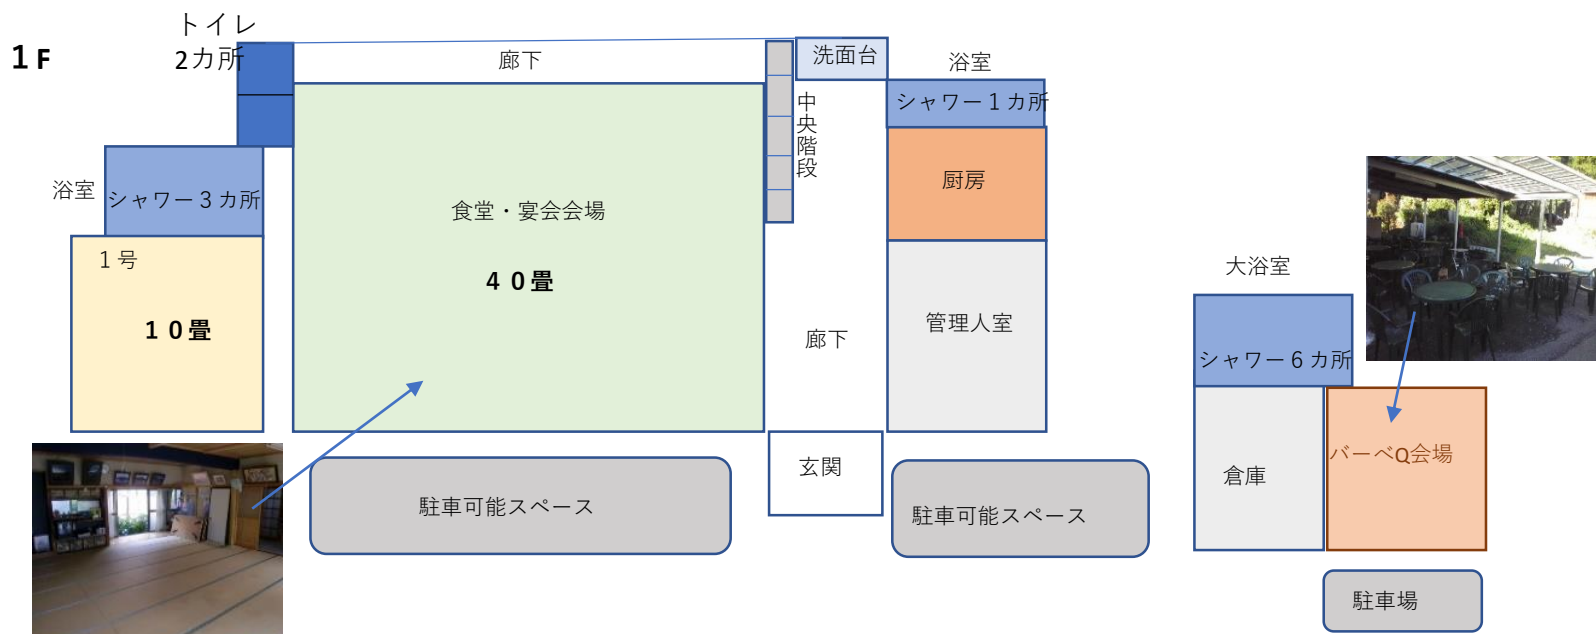 １F
トイレ
2カ所
廊下
洗面台
浴室
シャワー１カ所
中央階段
厨房
浴室
シャワー３カ所
食堂・宴会会場
４０畳
１号
１０畳
廊下
管理人室
大浴室
シャワー６カ所
倉庫
バーベQ会場
玄関
駐車可能スペース
駐車可能スペース
駐車場